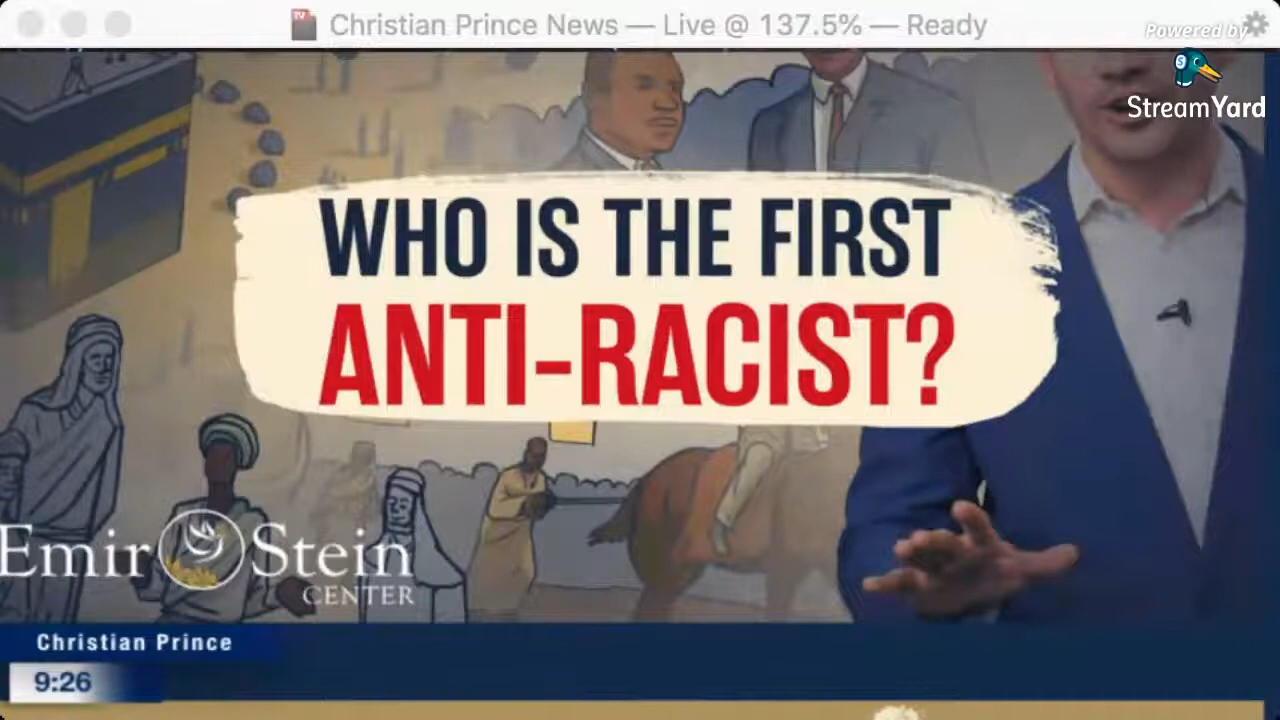 Christian Prince News — Live @ 137.5% — Ready
Powered by
StreamYard
WHO IS THE FIRST
ANTI-RACIST?
Emir Stein
CENTER
Christian Prince
9:26